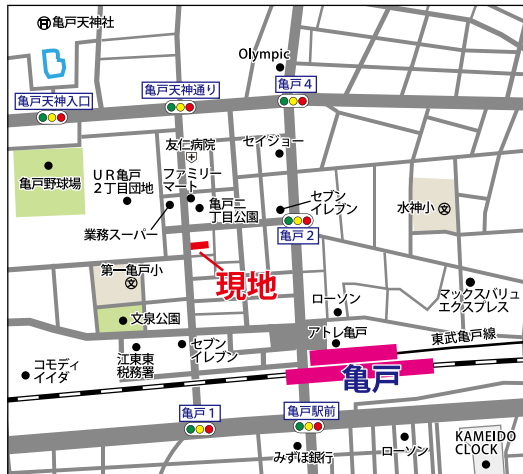 亀戸天神社
Olympic
亀戸天神入口
亀戸天神通り
亀戸4
友仁病院
セイジョー
亀戸野球場
UR亀戸
2丁目団地
ファミリー
マート
亀戸二
丁目公園
業務スーパー
セブン
イレブン
亀戸2
水神小
文
現地
第一亀戸小
文
文泉公園
ローソン
アトレ亀戸
マックスバリュ
エクスプレス
東武亀戸線
コモディ
イイダ
江東東
税務署
セブン
イレブン
亀戸
亀戸1
亀戸駅前
みずほ銀行
ローソン
KAMEIDO
CLOCK